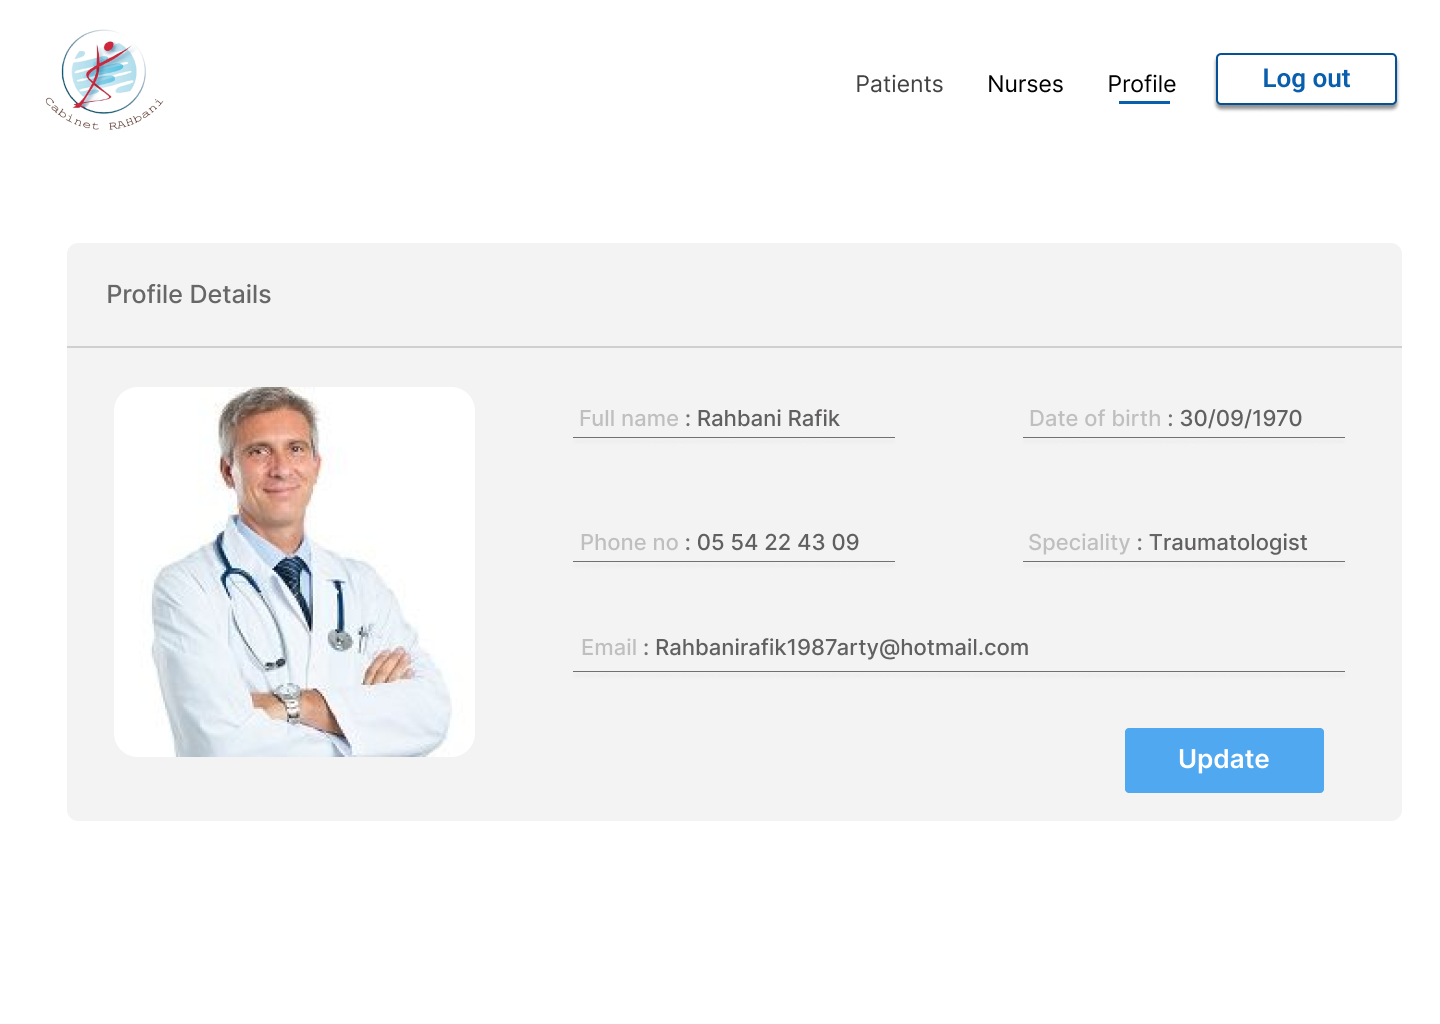 Cabinet RAHbani
Patients Nurses Profile Log out
Profile Details
Full name : Rahbani Rafik
Date of birth : 30/09/1970
Phone no : 05 54 22 43 09
Speciality : Traumatologist
Email : Rahbanirafik1987arty@hotmail.com
Update